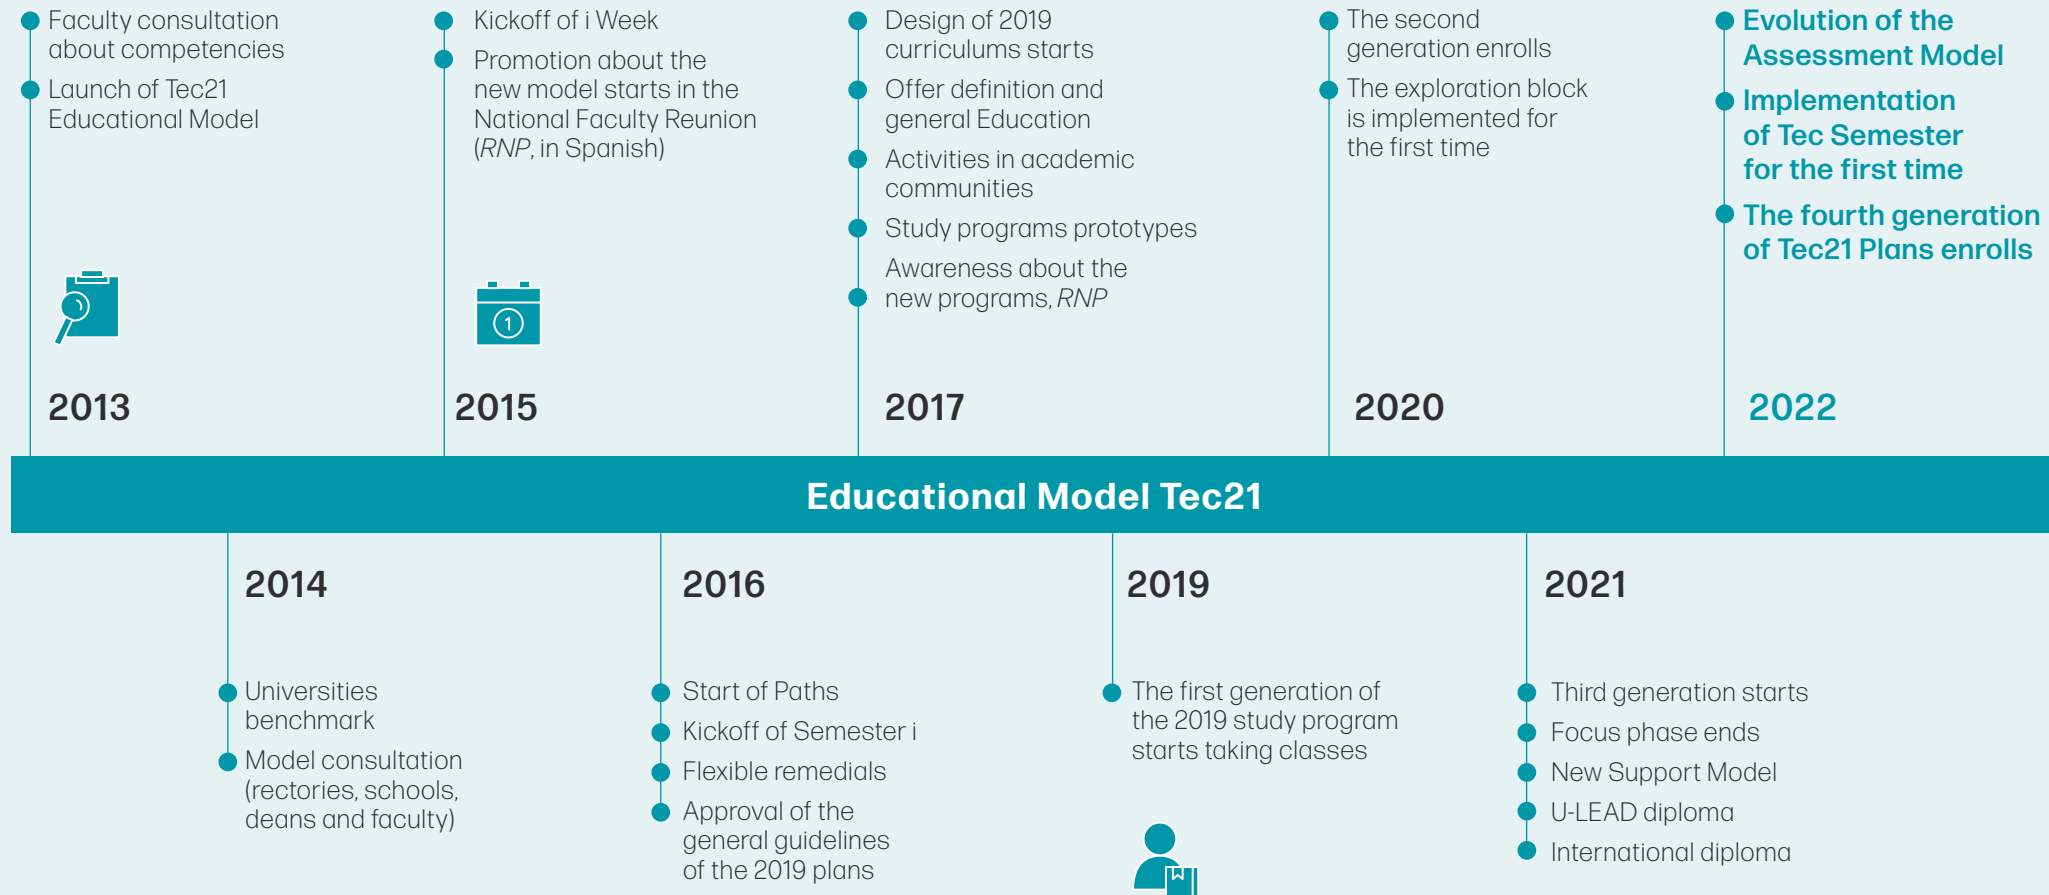 Faculty consultation
about competencies
Launch of Tec21
Educational Model
2013
Kickoff of i Week
Promotion about the
new model starts in the
National Faculty Reunion
(RNP, in Spanish)
1
2015
Design of 2019
curriculums starts
Offer definition and
general Education
Activities in academic
communities
Study programs prototypes
Awareness about the
new programs, RNP
2017
The second
generation enrolls
The exploration block
is implemented for
the first time
2020
Evolution of the
Assessment Model
Implementation
of Tec Semester
for the first time
The fourth generation
of Tec21 Plans enrolls
2022
Educational Model Tec21
2014
Universities
benchmark
Model consultation
(rectories, schools,
deans and faculty)
2016
Start of Paths
Kickoff of Semester i
Flexible remedials
Approval of the
general guidelines
of the 2019 plans
2019
The first generation of
the 2019 study program
starts taking classes
2021
Third generation starts
Focus phase ends
New Support Model
U-LEAD diploma
International diploma